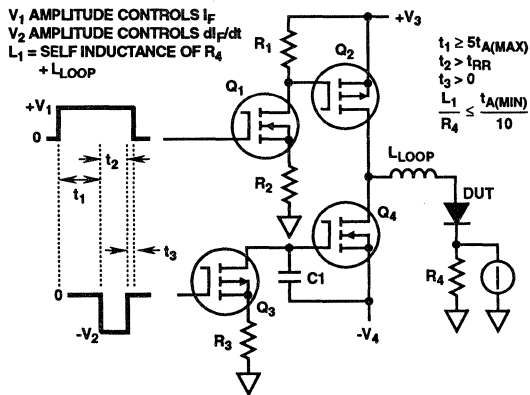 V1 AMPLITUDE CONTROLS IF
V2 AMPLITUDE CONTROLS dIF/dt
L1 = SELF INDUCTANCE OF R4
+ LLOOP
+V3
R1
Q2
t1 ≥ 5tA(MAX)
t2 > tRR
t3 > 0
L1/R4 ≤ tA(MIN)/10
Q1
+V1
0
t2
t1
t3
R2
LLOOP
Q4
DUT
0
-V2
Q3
C1
R4
R3
-V4